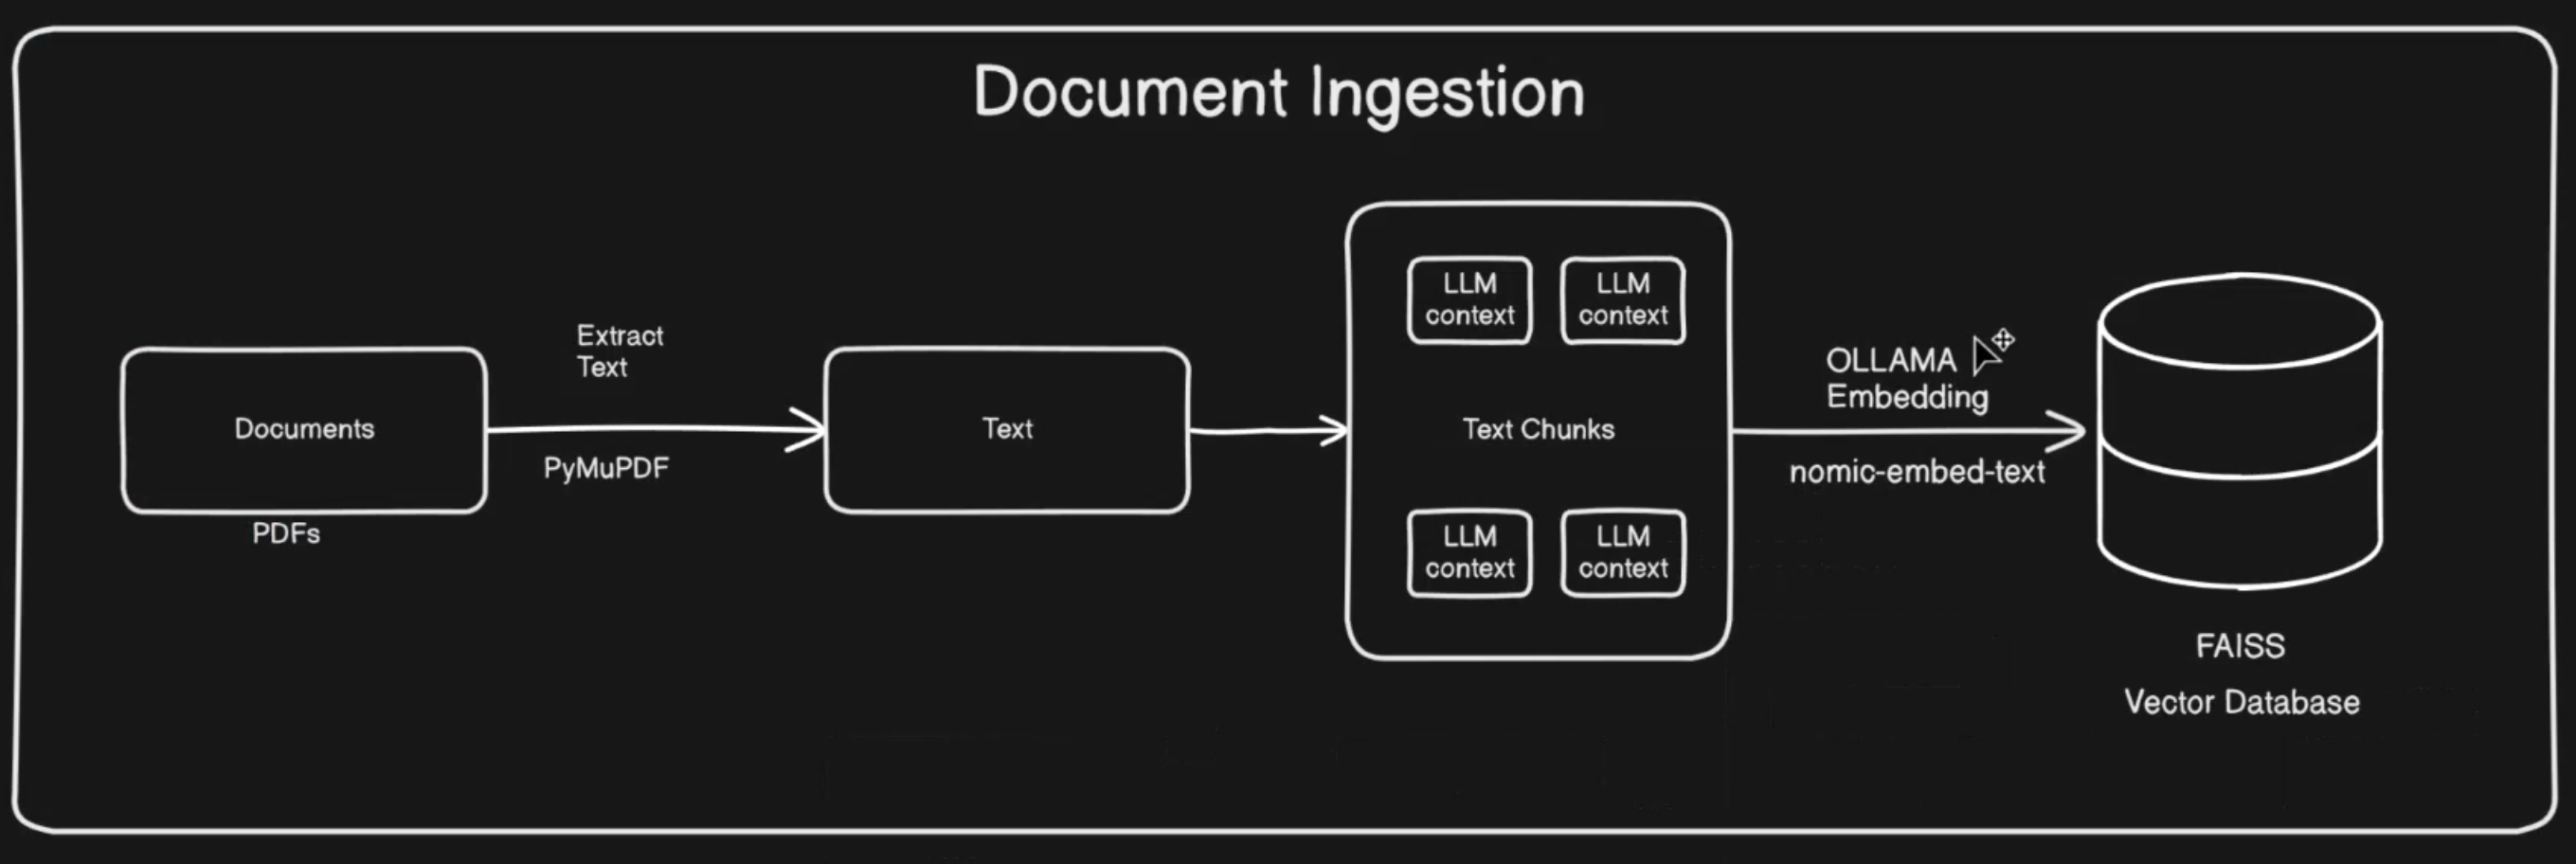 Document Ingestion
Documents
PDFs
Extract
Text
PyMuPDF
Text
LLM
context
LLM
context
Text Chunks
LLM
context
LLM
context
OLLAMA
Embedding
nomic-embed-text
FAISS
Vector Database